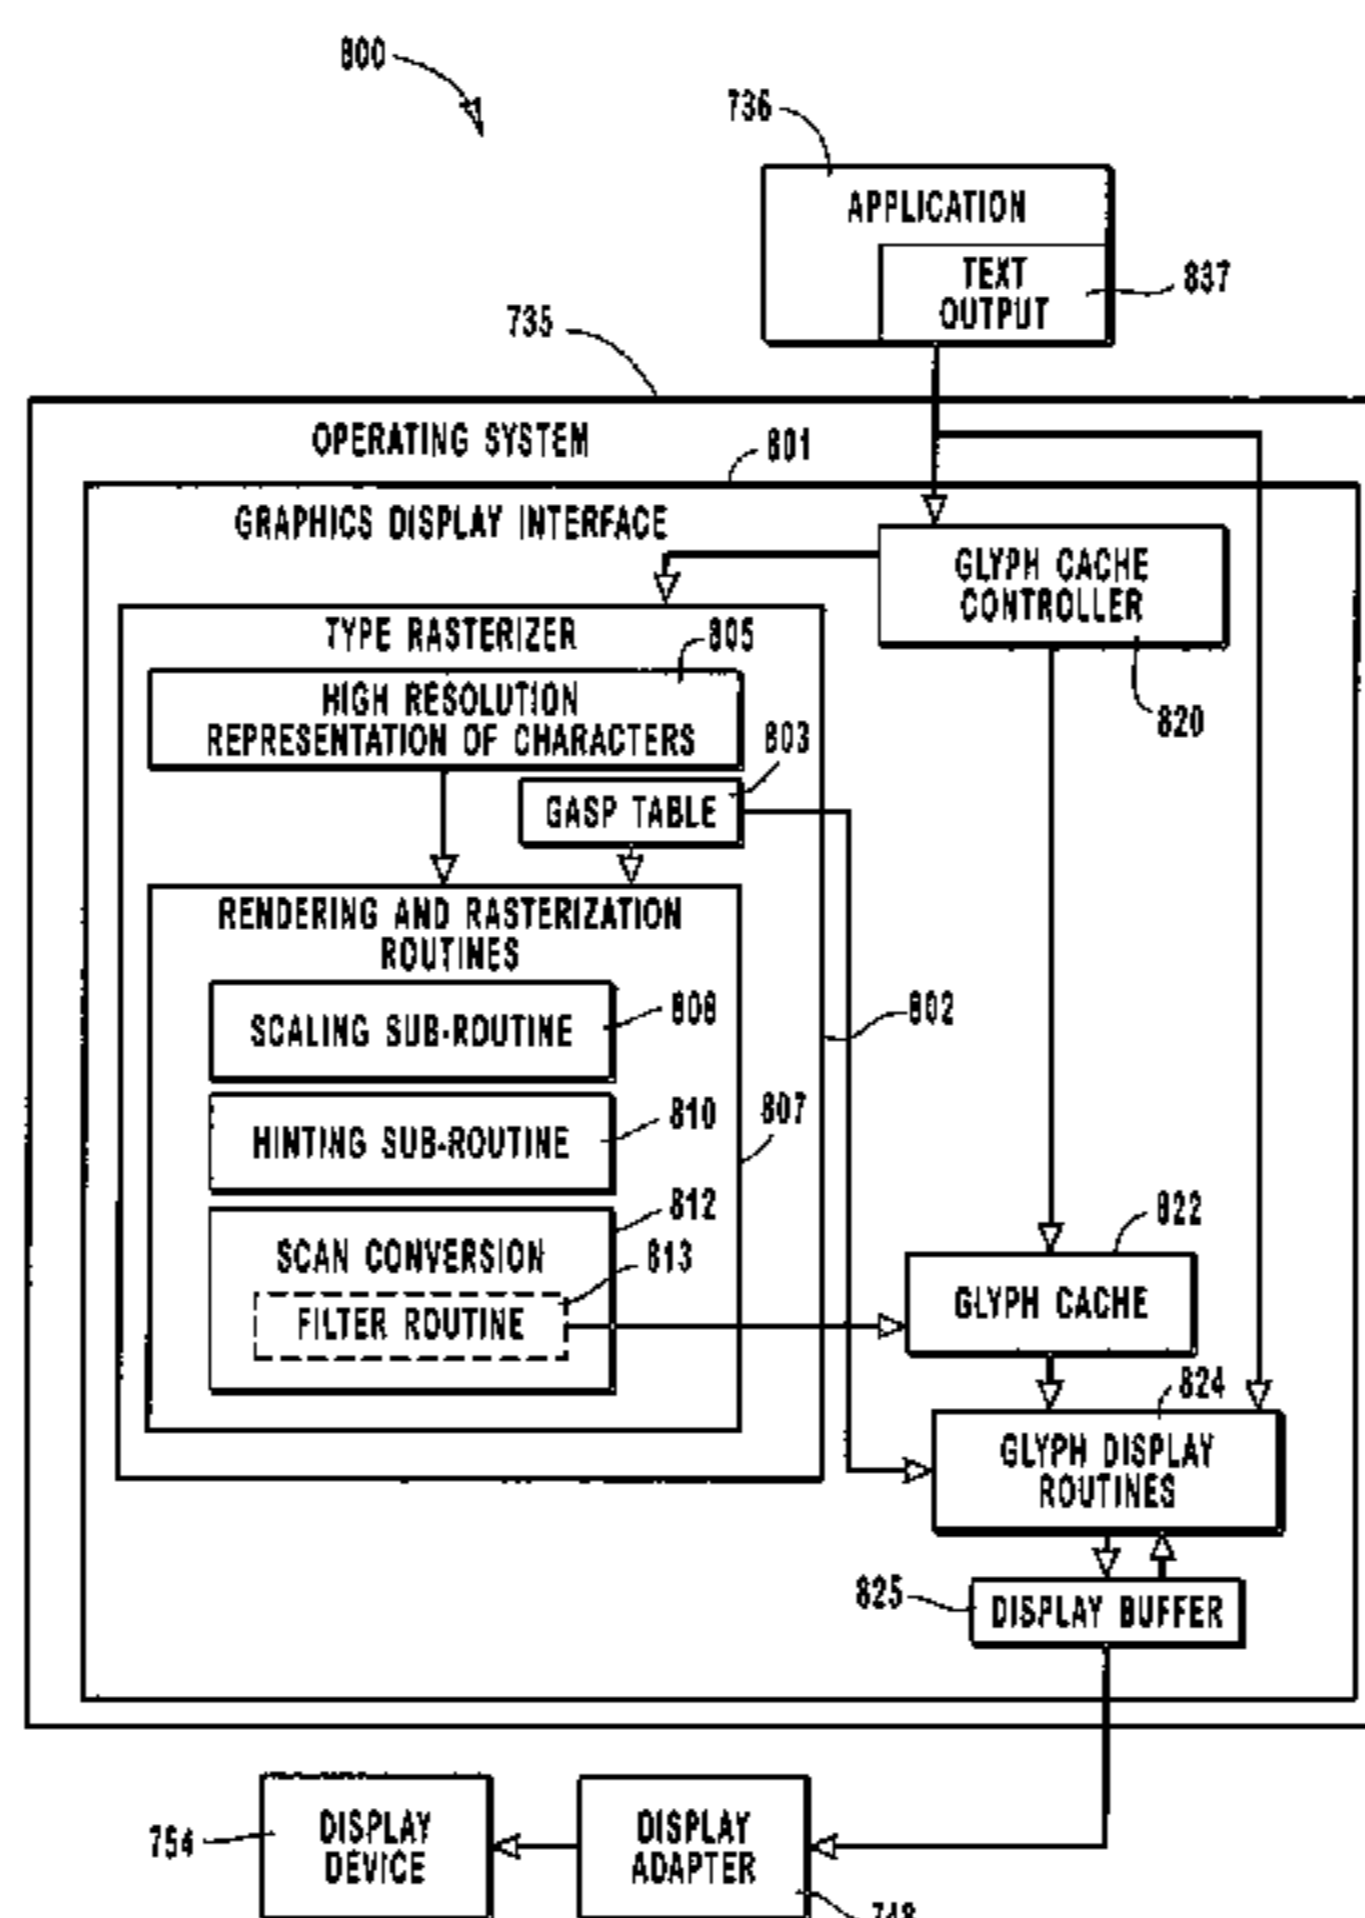 800
736
APPLICATION
TEXT
OUTPUT
837
735
OPERATING SYSTEM
801
GRAPHICS DISPLAY INTERFACE
GLYPH CACHE
CONTROLLER
820
TYPE RASTERIZER
805
HIGH RESOLUTION
REPRESENTATION OF CHARACTERS
803
GASP TABLE
RENDERING AND RASTERIZATION
ROUTINES
SCALING SUB-ROUTINE
808
802
HINTING SUB-ROUTINE
810
807
812
SCAN CONVERSION
813
FILTER ROUTINE
822
GLYPH CACHE
824
GLYPH DISPLAY
ROUTINES
825
DISPLAY BUFFER
754
DISPLAY
DEVICE
DISPLAY
ADAPTER